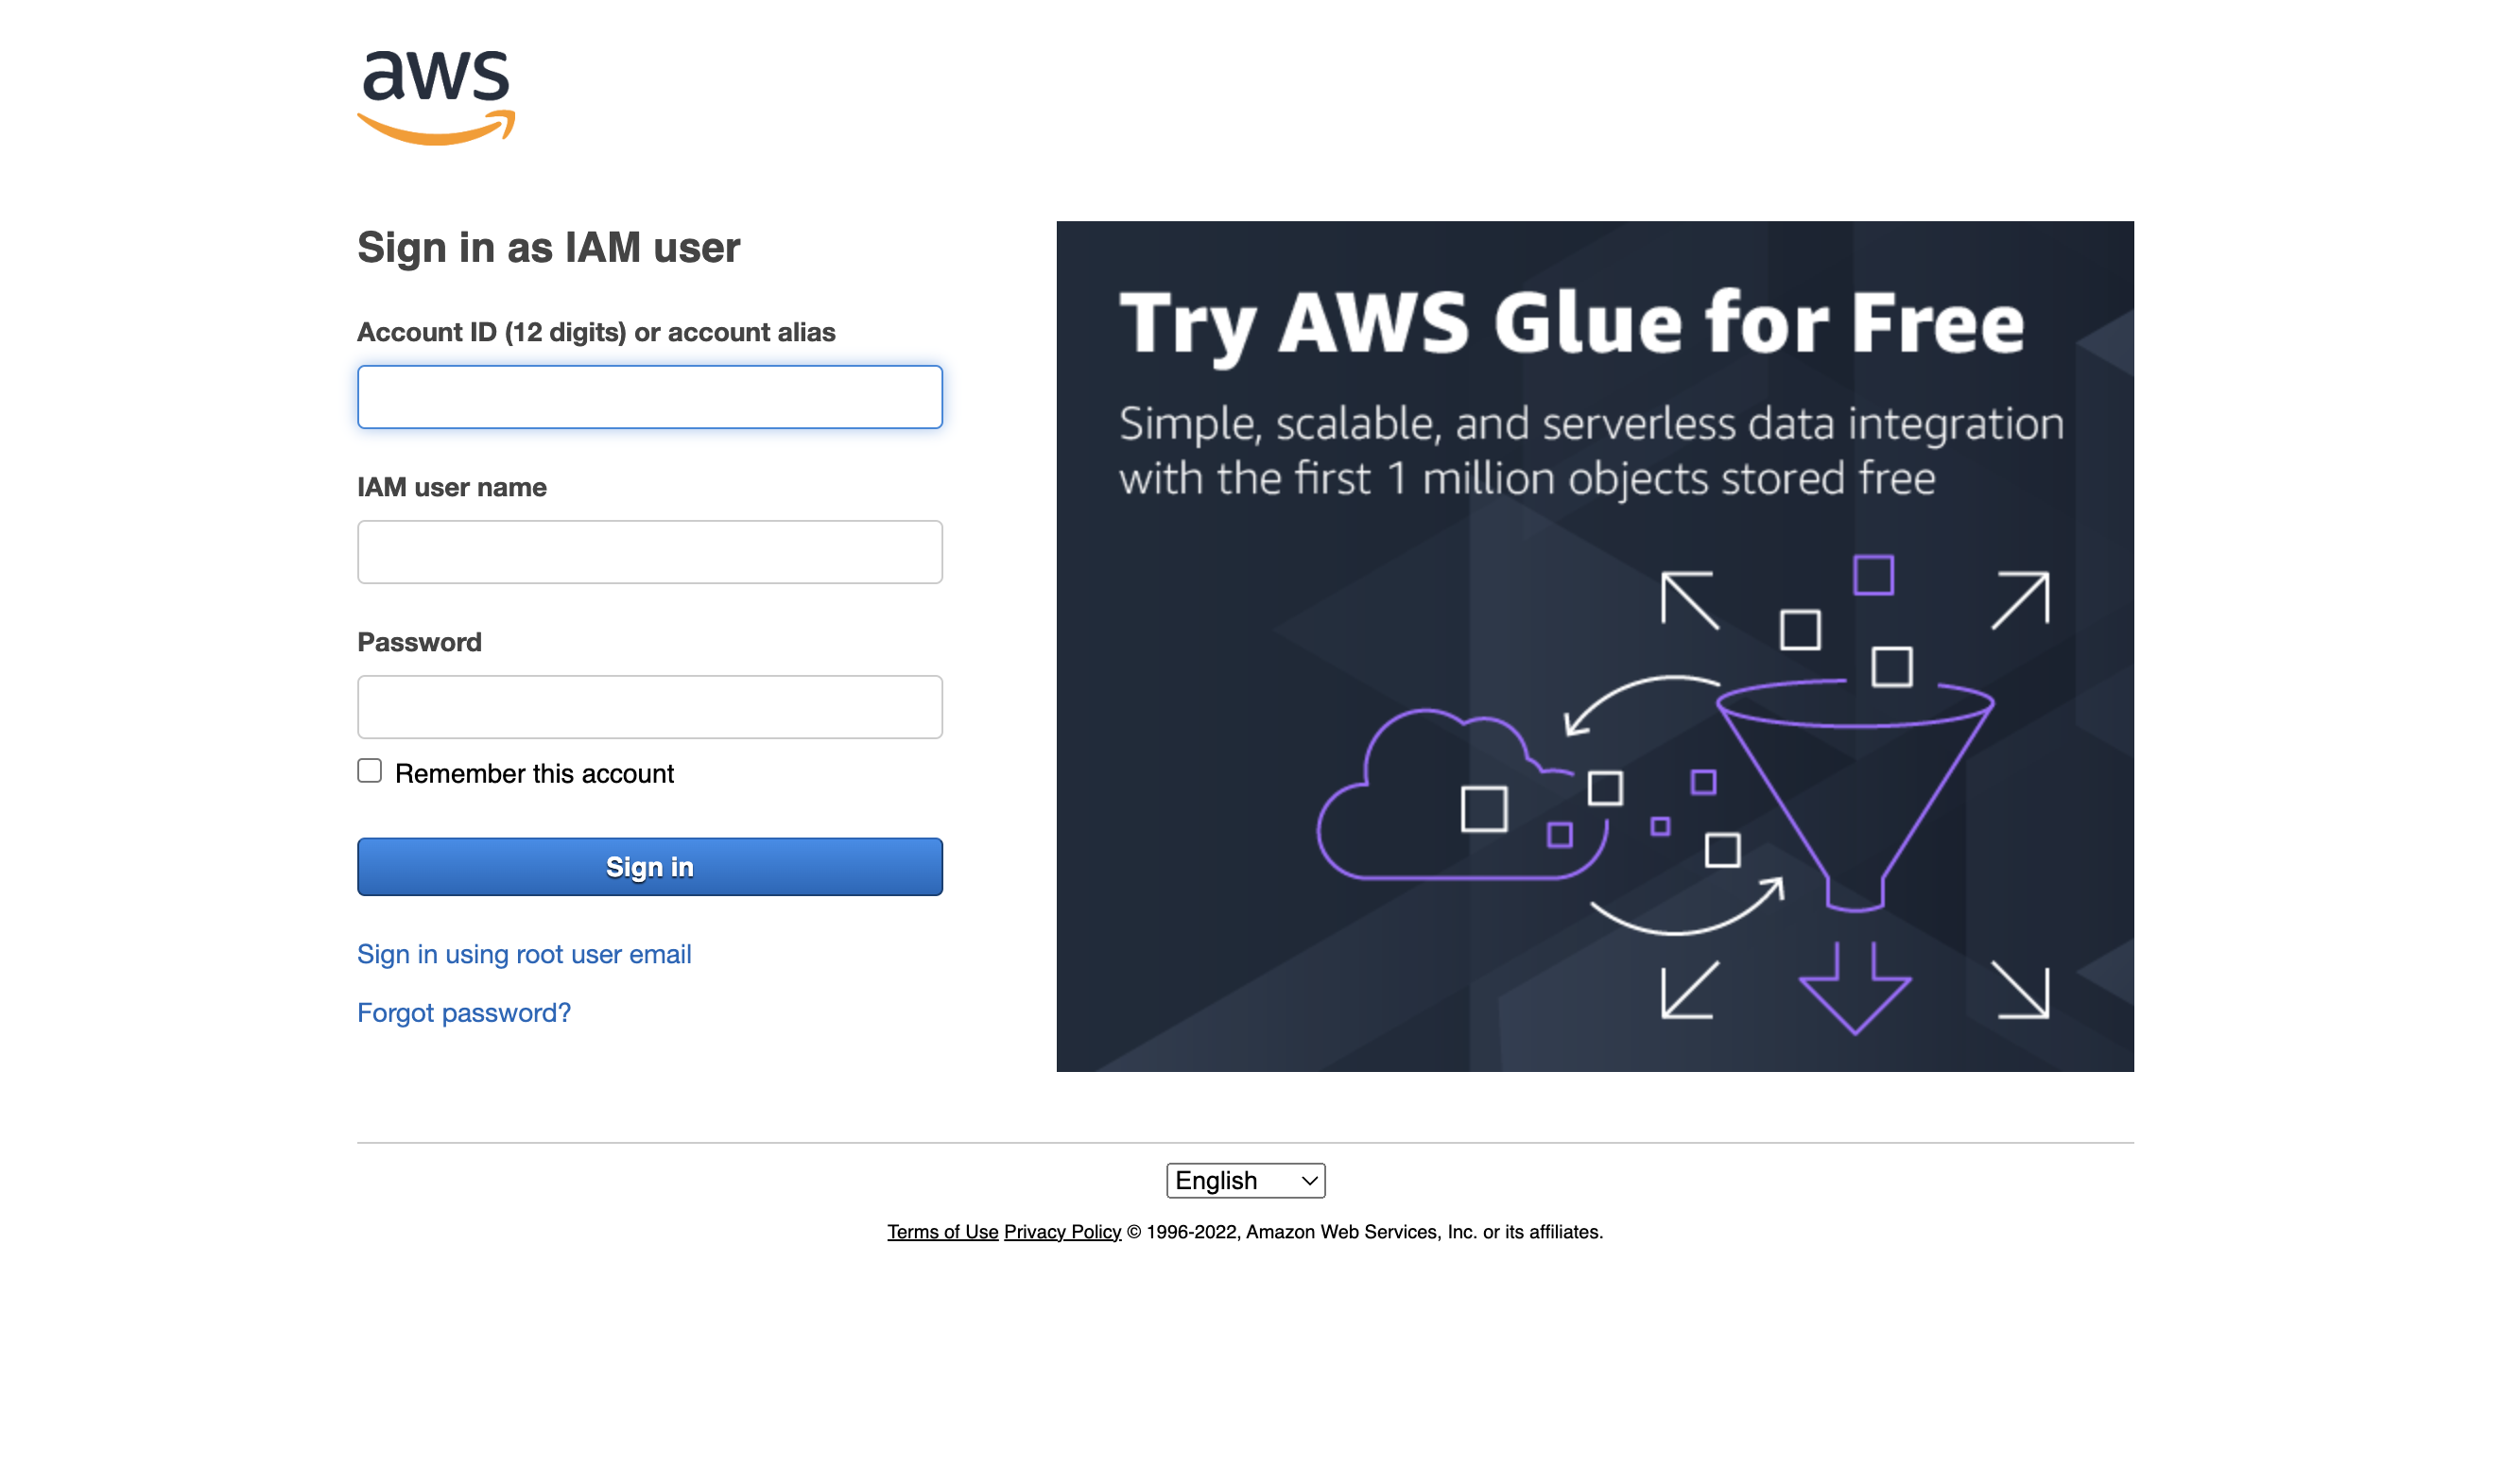 aws
Sign in as IAM user
Account ID (12 digits) or account alias
IAM user name
Password
Remember this account
Sign in
Sign in using root user email
Forgot password?
Try AWS Glue for Free
Simple, scalable, and serverless data integration
with the first 1 million objects stored free
English
Terms of Use Privacy Policy © 1996-2022, Amazon Web Services, Inc. or its affiliates.